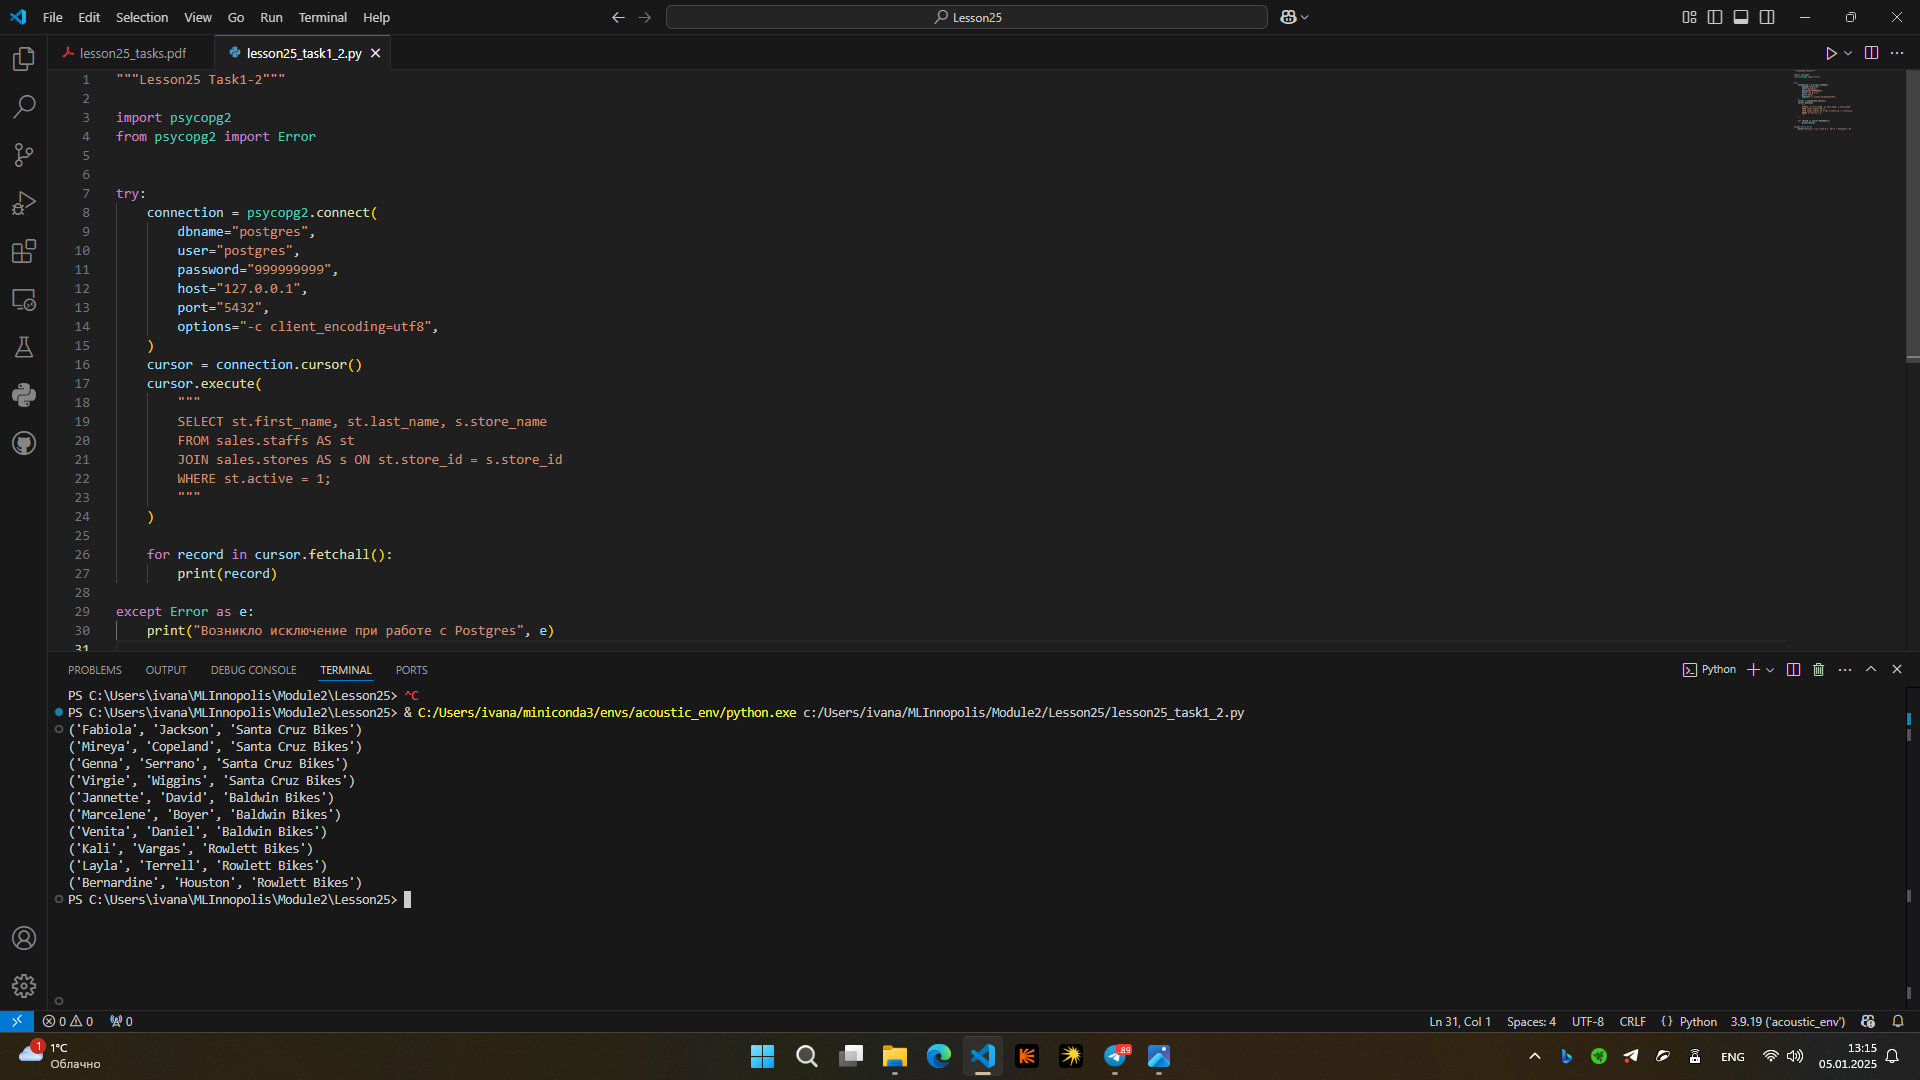 File Edit Selection View Go Run Terminal Help
Lesson25
lesson25_tasks.pdf
lesson25_task1_2.py
1 """Lesson25 Task1-2"""
2
3 import psycopg2
4 from psycopg2 import Error
5
6
7 try:
8 connection = psycopg2.connect(
9 dbname="postgres",
10 user="postgres",
11 password="999999999",
12 host="127.0.0.1",
13 port="5432",
14 options="-c client_encoding=utf8",
15 )
16 cursor = connection.cursor()
17 cursor.execute(
18 """
19 SELECT st.first_name, st.last_name, s.store_name
20 FROM sales.staffs AS st
21 JOIN sales.stores AS s ON st.store_id = s.store_id
22 WHERE st.active = 1;
23 """
24 )
25
26 for record in cursor.fetchall():
27 print(record)
28
29 except Error as e:
30 print("Возникло исключение при работе с Postgres", e)
31
PROBLEMS OUTPUT DEBUG CONSOLE TERMINAL PORTS
Python
PS C:\Users\ivana\MLInnopolis\Module2\Lesson25> ^C
PS C:\Users\ivana\MLInnopolis\Module2\Lesson25> & C:/Users/ivana/miniconda3/envs/acoustic_env/python.exe c:/Users/ivana/MLInnopolis/Module2/Lesson25/lesson25_task1_2.py
('Fabiola', 'Jackson', 'Santa Cruz Bikes')
('Mireya', 'Copeland', 'Santa Cruz Bikes')
('Genna', 'Serrano', 'Santa Cruz Bikes')
('Virgie', 'Wiggins', 'Santa Cruz Bikes')
('Jannette', 'David', 'Baldwin Bikes')
('Marcelene', 'Boyer', 'Baldwin Bikes')
('Venita', 'Daniel', 'Baldwin Bikes')
('Kali', 'Vargas', 'Rowlett Bikes')
('Layla', 'Terrell', 'Rowlett Bikes')
('Bernardine', 'Houston', 'Rowlett Bikes')
PS C:\Users\ivana\MLInnopolis\Module2\Lesson25>
0 0 0
Ln 31, Col 1 Spaces: 4 UTF-8 CRLF {} Python 3.9.19 ('acoustic_env')
1
1°C
Облачно
89
ENG
13:15
05.01.2025